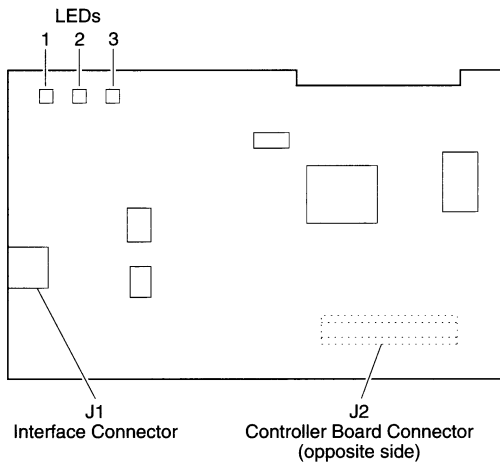 LEDs
1 2 3
J1
Interface Connector
J2
Controller Board Connector
(opposite side)